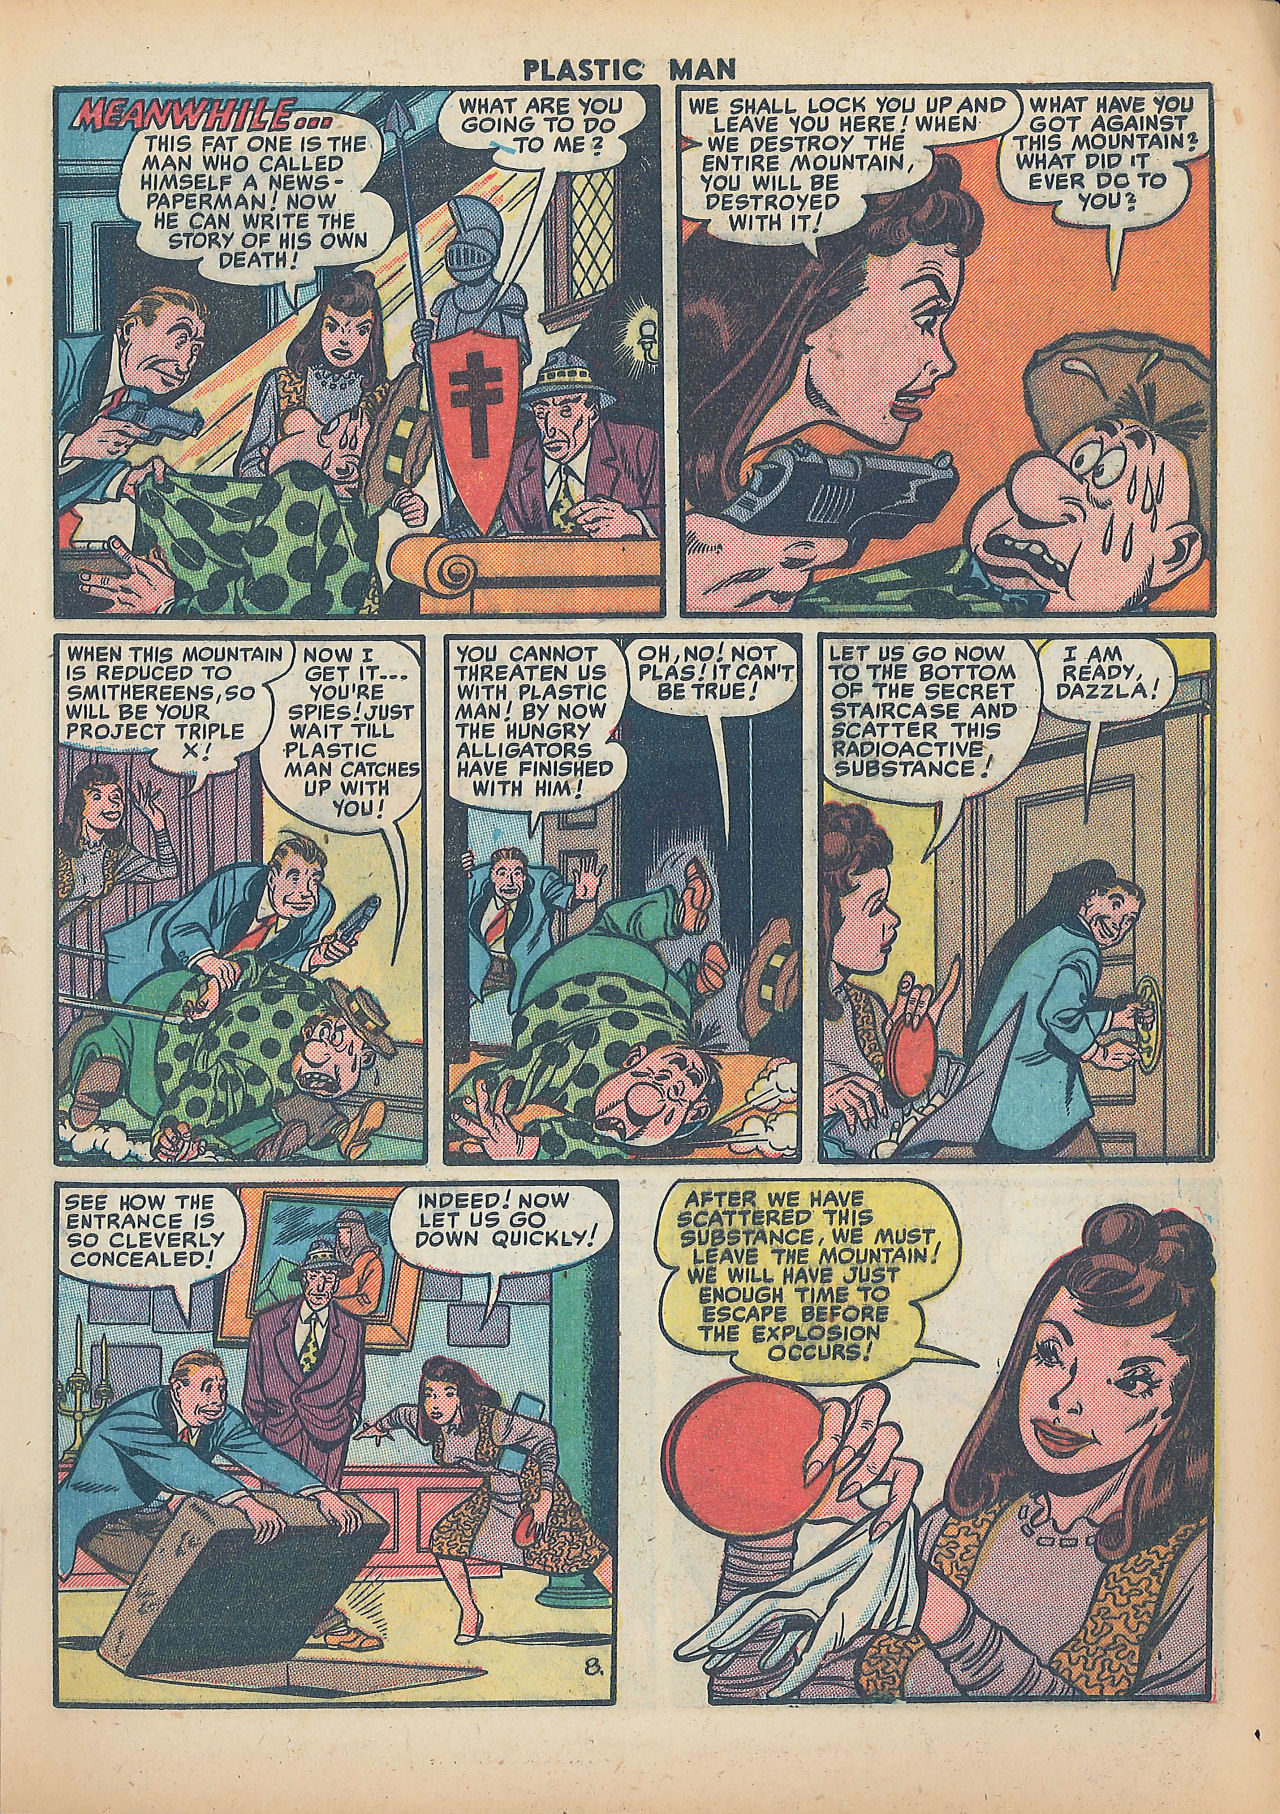 PLASTIC MAN
MEANWHILE...
THIS FAT ONE IS THE
MAN WHO CALLED
HIMSELF A NEWS-
PAPERMAN! NOW
HE CAN WRITE THE
STORY OF HIS OWN
DEATH!
WHAT ARE YOU
GOING TO DO
TO ME?
WE SHALL LOCK YOU UP AND
LEAVE YOU HERE! WHEN
WE DESTROY THE
ENTIRE MOUNTAIN,
YOU WILL BE
DESTROYED
WITH IT!
WHAT HAVE YOU
GOT AGAINST
THIS MOUNTAIN?
WHAT DID IT
EVER DO TO
YOU?
WHEN THIS MOUNTAIN
IS REDUCED TO
SMITHEREENS, SO
WILL BE YOUR
PROJECT TRIPLE
X!
NOW I
GET IT...
YOU'RE
SPIES! JUST
WAIT TILL
PLASTIC
MAN CATCHES
UP WITH
YOU!
YOU CANNOT
THREATEN US
WITH PLASTIC
MAN! BY NOW
THE HUNGRY
ALLIGATORS
HAVE FINISHED
WITH HIM!
OH, NO! NOT
PLAS! IT CAN'T
BE TRUE!
LET US GO NOW
TO THE BOTTOM
OF THE SECRET
STAIRCASE AND
SCATTER THIS
RADIOACTIVE
SUBSTANCE!
I AM
READY,
DAZZLA!
SEE HOW THE
ENTRANCE IS
SO CLEVERLY
CONCEALED!
INDEED! NOW
LET US GO
DOWN QUICKLY!
8.
AFTER WE HAVE
SCATTERED THIS
SUBSTANCE, WE MUST
LEAVE THE MOUNTAIN!
WE WILL HAVE JUST
ENOUGH TIME TO
ESCAPE BEFORE
THE EXPLOSION
OCCURS!